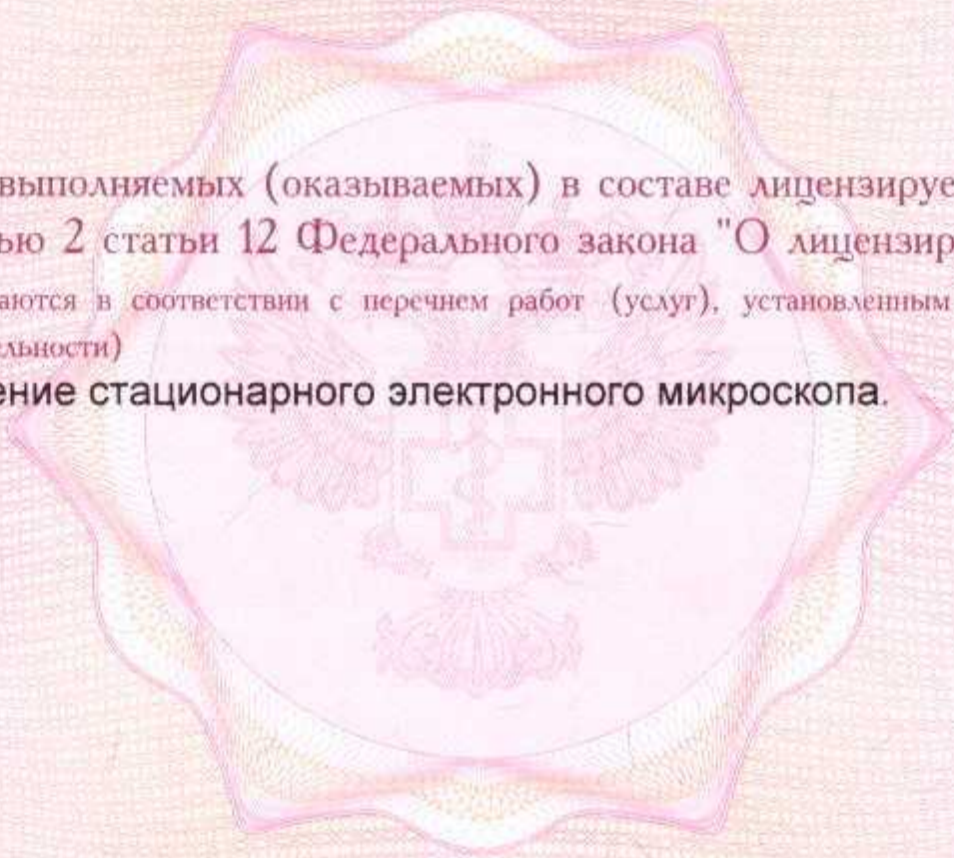 выполняемых (оказываемых) в составе лицензируе
ью 2 статьи 12 Федерального закона "О лицензир
аются в соответствии с перечнем работ (услуг), установленным
льности)
ение стационарного электронного микроскопа.